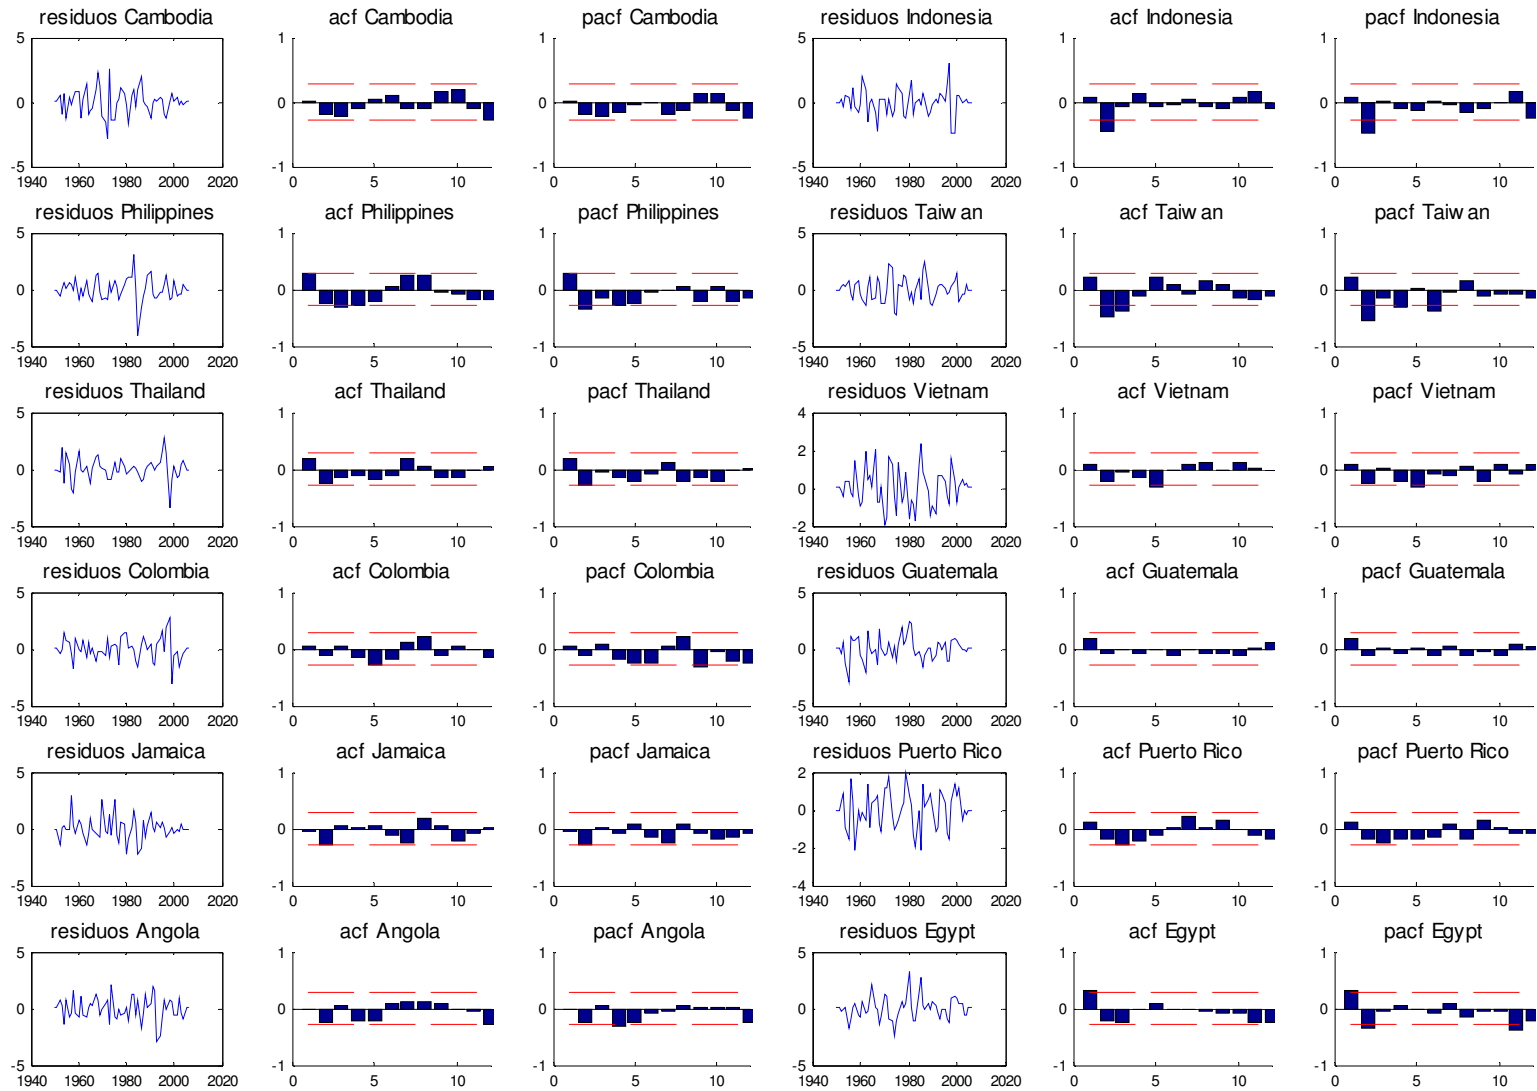 residuos Cambodia acf Cambodia pacf Cambodia residuos Indonesia acf Indonesia pacf Indonesia
5 1 1 5 1 1
0 0 0 0 0 0
-5 -1 -1 -5 -1 -1
1940 1960 1980 2000 2020 0 5 10 0 5 10 1940 1960 1980 2000 2020 0 5 10 0 5 10
residuos Philippines acf Philippines pacf Philippines residuos Taiwan acf Taiwan pacf Taiwan
5 1 1 5 1 1
0 0 0 0 0 0
-5 -1 -1 -5 -1 -1
1940 1960 1980 2000 2020 0 5 10 0 5 10 1940 1960 1980 2000 2020 0 5 10 0 5 10
residuos Thailand acf Thailand pacf Thailand residuos Vietnam acf Vietnam pacf Vietnam
5 1 1 4 1 1
2
0 0 0 0 0 0
-5 -1 -1 -2 -1 -1
1940 1960 1980 2000 2020 0 5 10 0 5 10 1940 1960 1980 2000 2020 0 5 10 0 5 10
residuos Colombia acf Colombia pacf Colombia residuos Guatemala acf Guatemala pacf Guatemala
5 1 1 5 1 1
0 0 0 0 0 0
-5 -1 -1 -5 -1 -1
1940 1960 1980 2000 2020 0 5 10 0 5 10 1940 1960 1980 2000 2020 0 5 10 0 5 10
residuos Jamaica acf Jamaica pacf Jamaica residuos Puerto Rico acf Puerto Rico pacf Puerto Rico
5 1 1 2 1 1
0
0 0 0 0 0
-2
-5 -1 -1 -4 -1 -1
1940 1960 1980 2000 2020 0 5 10 0 5 10 1940 1960 1980 2000 2020 0 5 10 0 5 10
residuos Angola acf Angola pacf Angola residuos Egypt acf Egypt pacf Egypt
5 1 1 5 1 1
0 0 0 0 0 0
-5 -1 -1 -5 -1 -1
1940 1960 1980 2000 2020 0 5 10 0 5 10 1940 1960 1980 2000 2020 0 5 10 0 5 10